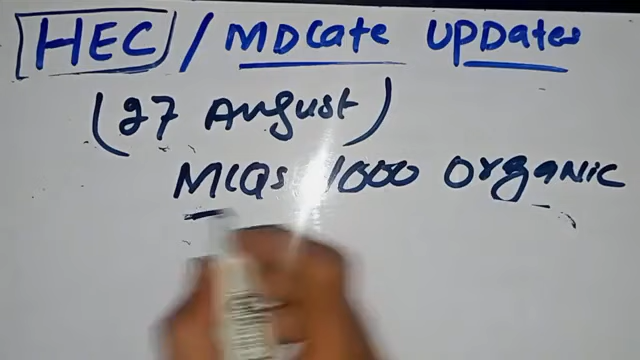 HEC / MDCate UPDates
(27 August)
MCQs 1000 Organic